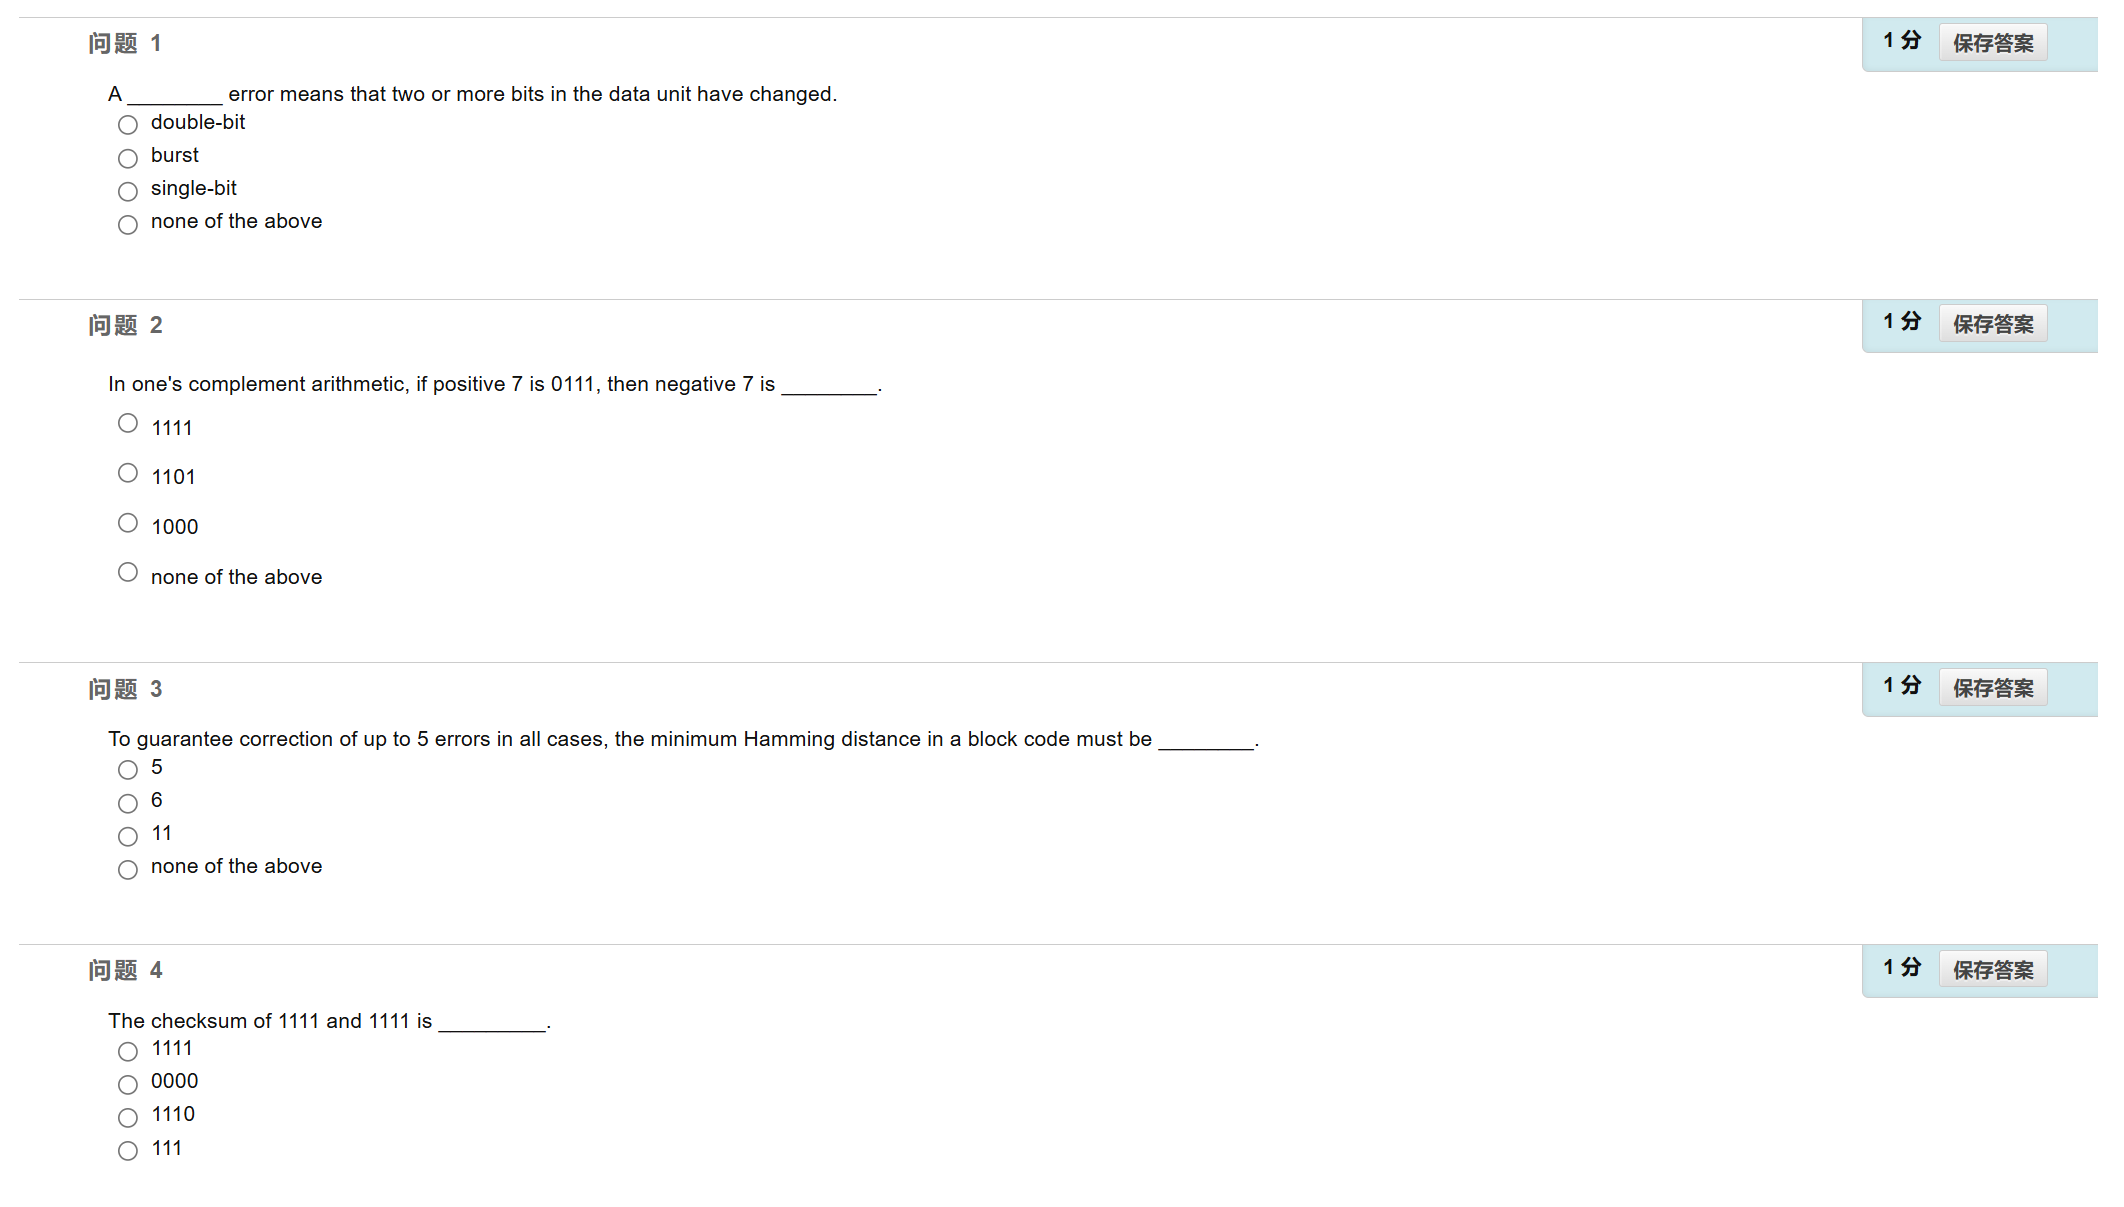 问题 1
1 分 保存答案
A ________ error means that two or more bits in the data unit have changed.
double-bit
burst
single-bit
none of the above
问题 2
1 分 保存答案
In one's complement arithmetic, if positive 7 is 0111, then negative 7 is ________.
1111
1101
1000
none of the above
问题 3
1 分 保存答案
To guarantee correction of up to 5 errors in all cases, the minimum Hamming distance in a block code must be ________.
5
6
11
none of the above
问题 4
1 分 保存答案
The checksum of 1111 and 1111 is _________.
1111
0000
1110
111